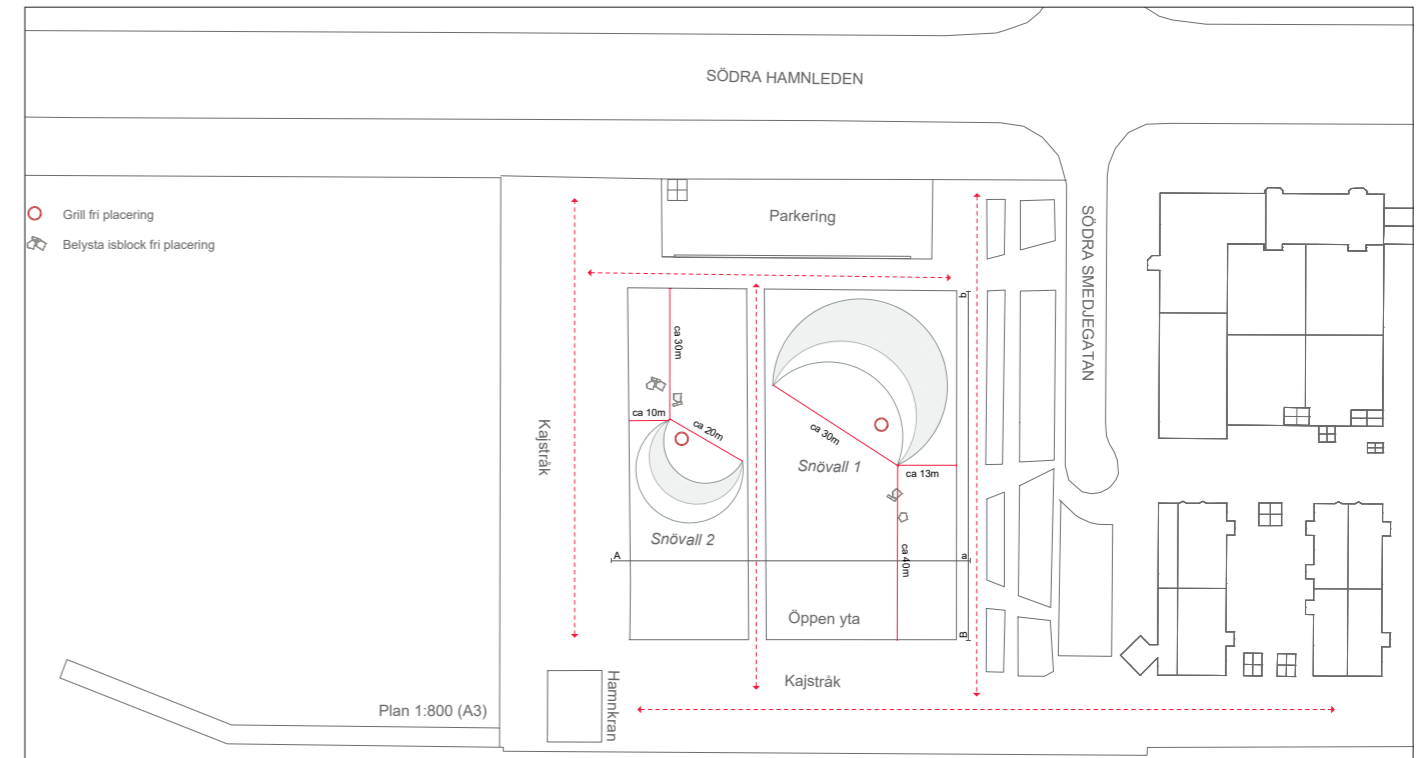 SÖDRA HAMNLEDEN
Grill fri placering
Belysta isblock fri placering
Parkering
SÖDRA SMEDJEGATAN
Kajstråk
ca 30m
ca 10m
ca 20m
Snövall 2
b
ca 30m
Snövall 1
ca 13m
ca 40m
A
a
Öppen yta
B
Kajstråk
Hamnkran
Plan 1:800 (A3)